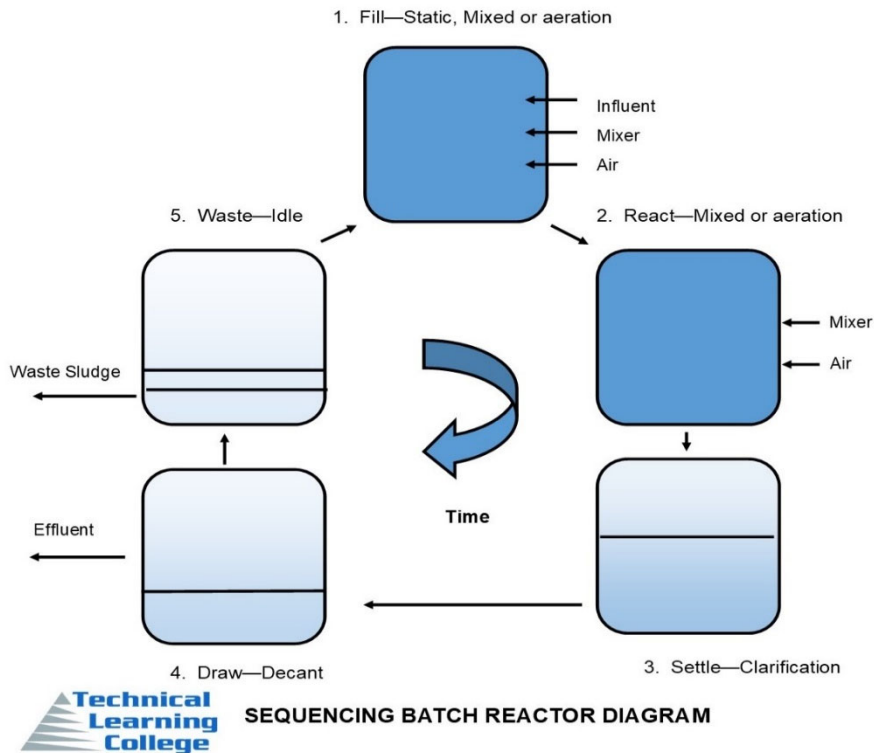 1. Fill—Static, Mixed or aeration
Influent
Mixer
Air
5. Waste—Idle
2. React—Mixed or aeration
Mixer
Air
Waste Sludge
Time
Effluent
4. Draw—Decant
3. Settle—Clarification
Technical
Learning
College
SEQUENCING BATCH REACTOR DIAGRAM